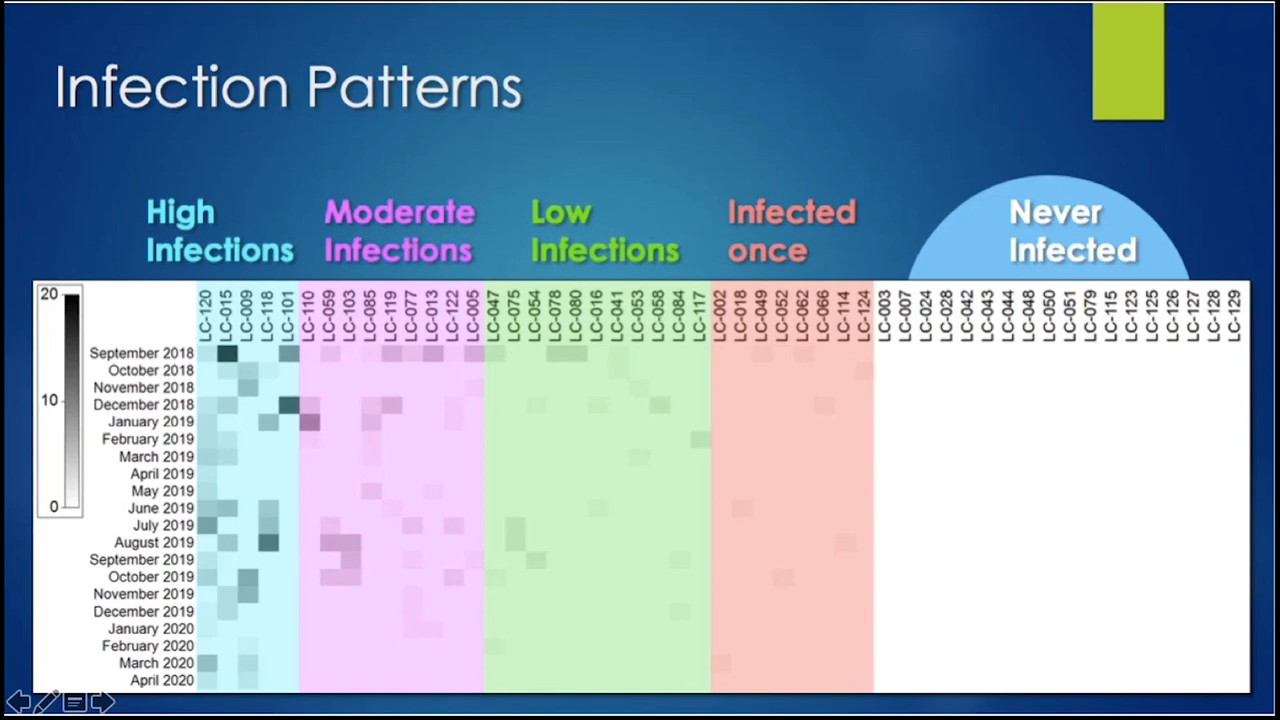 Infection Patterns
High
Infections
Moderate
Infections
Low
Infections
Infected
once
Never
Infected
20
10
0
LC-120
LC-015
LC-009
LC-118
LC-101
LC-110
LC-059
LC-103
LC-085
LC-119
LC-077
LC-013
LC-122
LC-005
LC-047
LC-075
LC-054
LC-078
LC-080
LC-016
LC-041
LC-053
LC-058
LC-084
LC-117
LC-002
LC-018
LC-049
LC-052
LC-062
LC-066
LC-114
LC-124
LC-003
LC-007
LC-024
LC-028
LC-042
LC-043
LC-044
LC-048
LC-050
LC-051
LC-079
LC-115
LC-123
LC-125
LC-126
LC-127
LC-128
LC-129
September 2018
October 2018
November 2018
December 2018
January 2019
February 2019
March 2019
April 2019
May 2019
June 2019
July 2019
August 2019
September 2019
October 2019
November 2019
December 2019
January 2020
February 2020
March 2020
April 2020